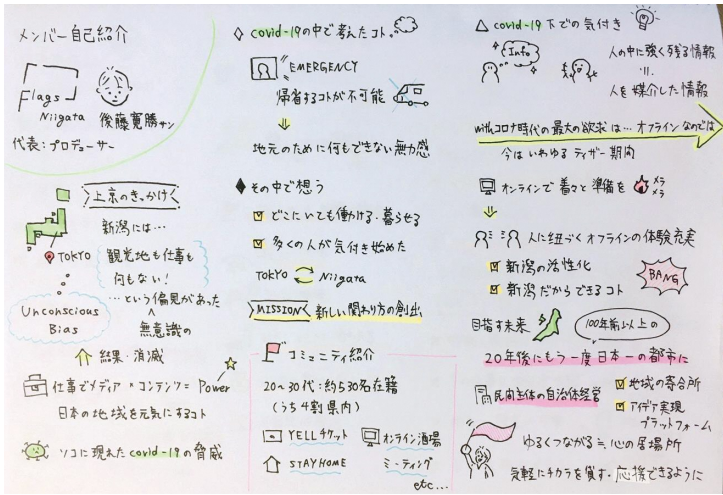 メンバー自己紹介
Flags
Niigata
後藤寛勝サン
代表：プロデューサー
上京のきっかけ
新潟には…
TOKYO
観光地も仕事も
何もない！
…という偏見があった
無意識の
Unconscious
Bias
結果・消滅
仕事でメディア×コンテンツ=Power
日本の地域を元気にするコト
ソコに現れたcovid-19の脅威
◇covid-19の中で考えたコト。
EMERGENCY
帰省するコトが不可能
地元のために何もできない無力感
◆その中で想う
どこにいても働ける・暮らせる
多くの人が気付き始めた
TOKYO Niigata
MISSION 新しい関わり方の創出
コミュニティ紹介
20〜30代：約530名在籍
（うち4割県内）
YELLチケット
オンライン酒場
STAYHOME
ミーティング
etc...
△covid-19下での気付き
Info
人の中に強く残る情報
人を媒介した情報
withコロナ時代の最大の欲求は…オフラインなのでは
今はいわゆるティザー期間
オンラインで着々と準備を
メラ
メラ
人に紐づくオフラインの体験充実
新潟の活性化
新潟だからできるコト
BANG
目指す未来
100年前以上の
20年後にもう一度日本一の都市に
民間主体の自治体経営
地域の寄合所
アイデア実現
プラットフォーム
ゆるくつながる≒心の居場所
気軽にチカラを貸す。応援できるように